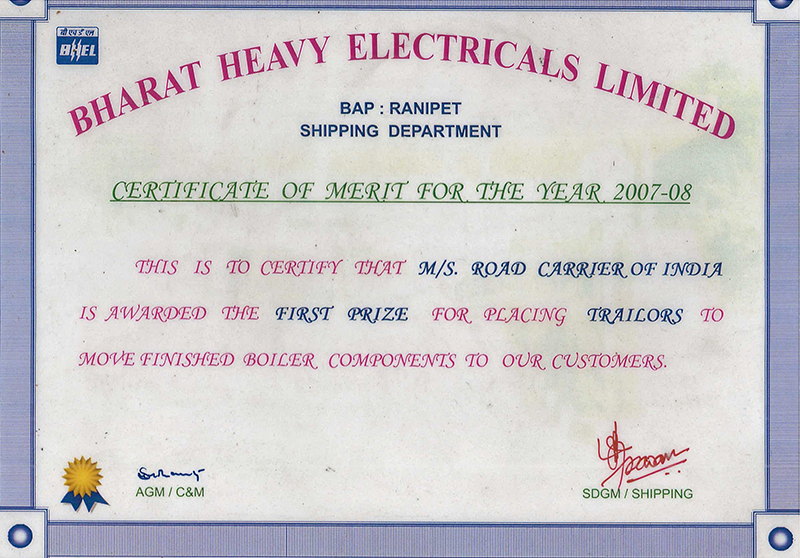 बीएचईएल
BHEL
BHARAT HEAVY ELECTRICALS LIMITED
BAP : RANIPET
SHIPPING DEPARTMENT
CERTIFICATE OF MERIT FOR THE YEAR 2007-08
THIS IS TO CERTIFY THAT M/S. ROAD CARRIER OF INDIA
IS AWARDED THE FIRST PRIZE FOR PLACING TRAILORS TO
MOVE FINISHED BOILER COMPONENTS TO OUR CUSTOMERS.
AGM / C&M
SDGM / SHIPPING